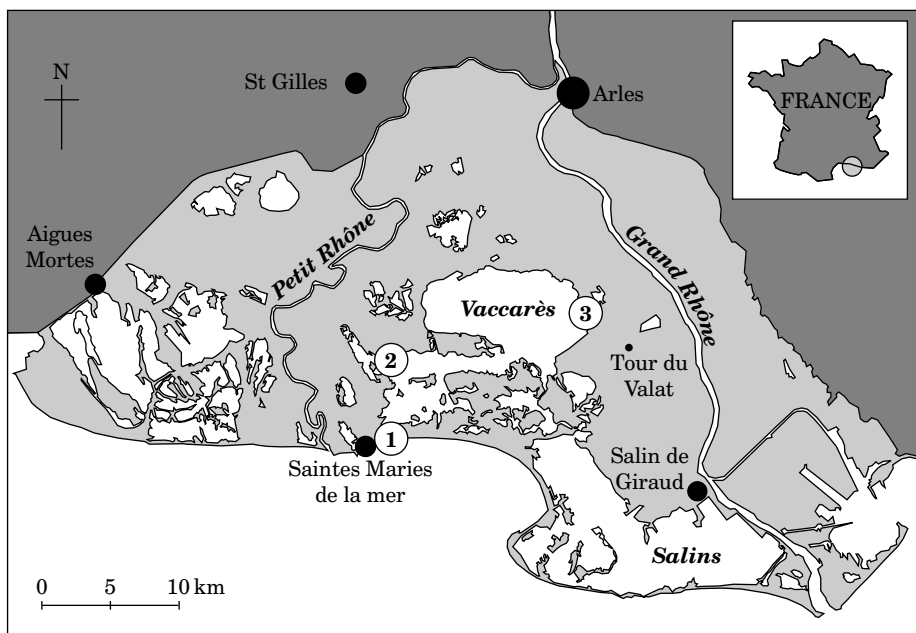 N
St Gilles
Arles
FRANCE
Aigues
Mortes
Petit Rhône
Grand Rhône
Vaccarès
3
2
Tour du
Valat
1
Saintes Maries
de la mer
Salin de
Giraud
Salins
0 5 10 km